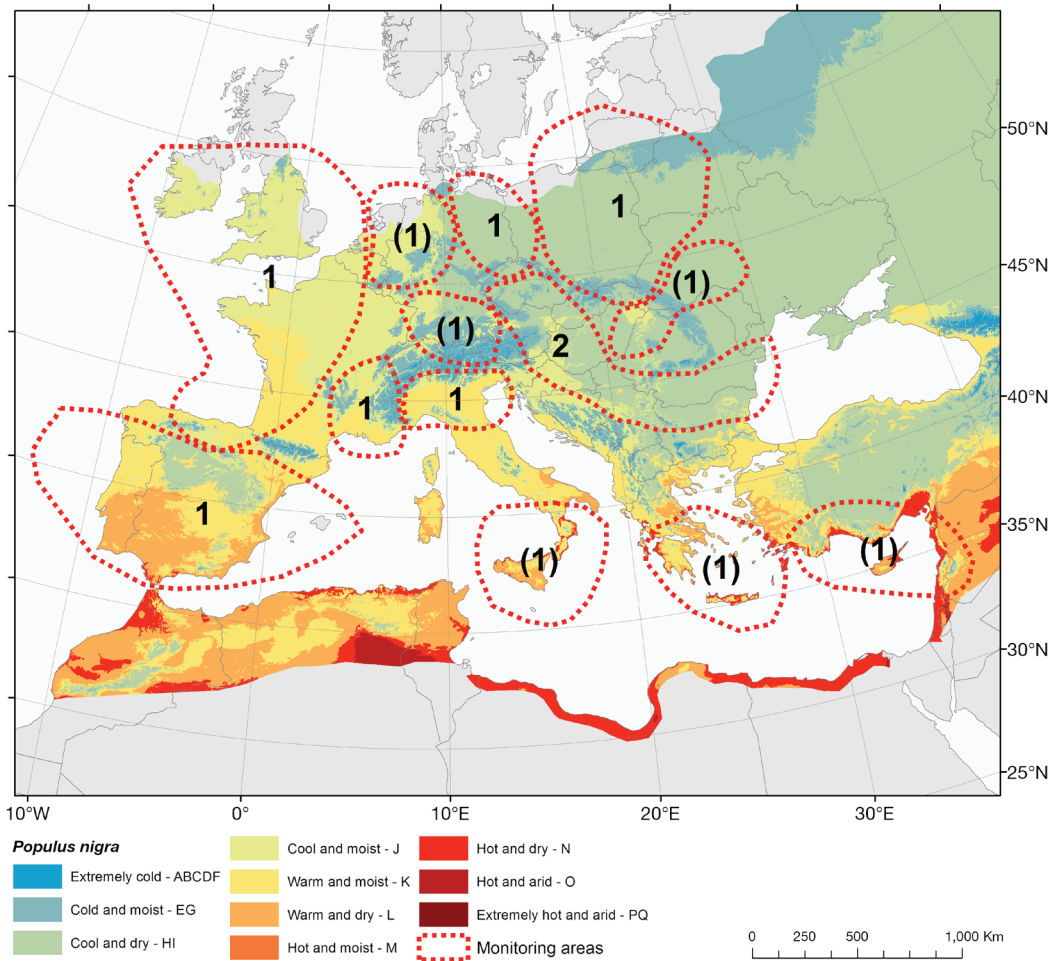 50°N
1
1
(1)
1
(1)
45°N
1
(1)
2
1
1
40°N
1
35°N
(1)
(1)
(1)
30°N
25°N
10°W
0°
10°E
20°E
30°E
Populus nigra
Extremely cold - ABCDF
Cold and moist - EG
Cool and dry - HI
Cool and moist - J
Warm and moist - K
Warm and dry - L
Hot and moist - M
Hot and dry - N
Hot and arid - O
Extremely hot and arid - PQ
Monitoring areas
0 250 500 1,000 Km